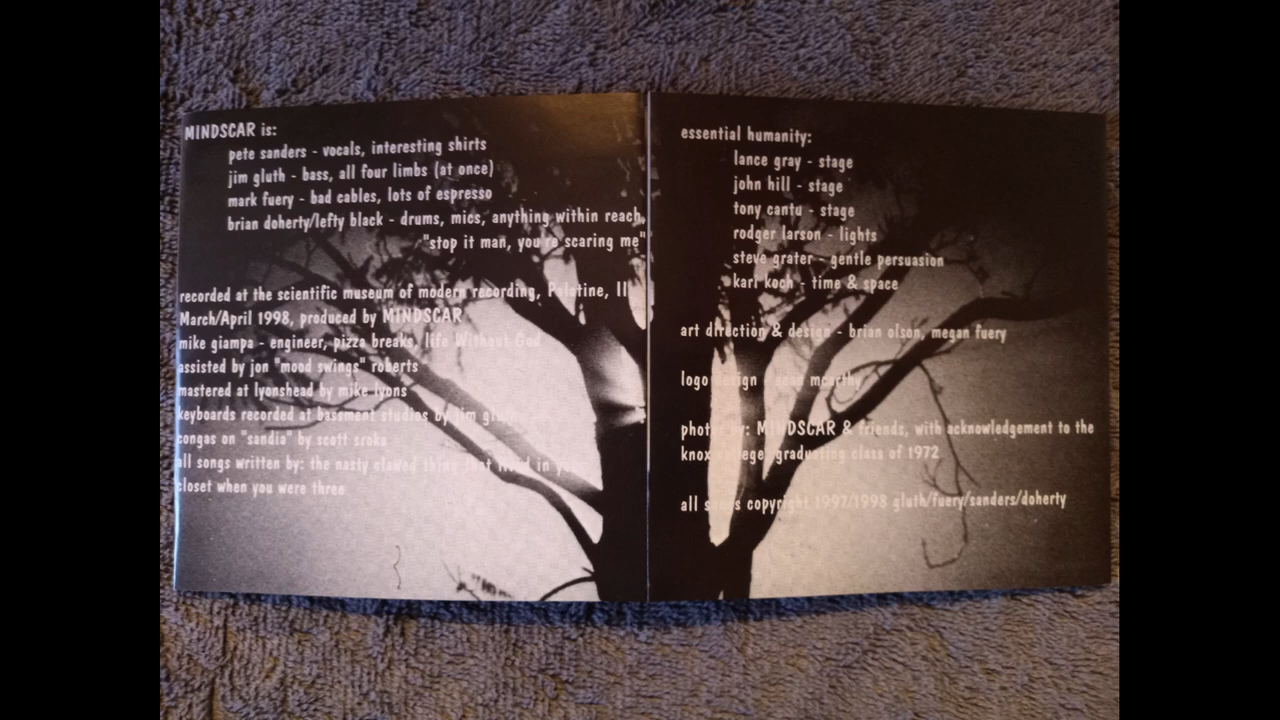 MINDSCAR is:
pete sanders - vocals, interesting shirts
jim gluth - bass, all four limbs (at once)
mark fuery - bad cables, lots of espresso
brian doherty/lefty black - drums, mics, anything within reach,
"stop it man, you're scaring me"
recorded at the scientific museum of modern recording, Palatine, Il
March/April 1998, produced by MINDSCAR
mike giampa - engineer, pizza breaks, life Without God
assisted by jon "mood swings" roberts
mastered at lyonshead by mike lyons
keyboards recorded at bassment studios by jim
congas on "sandia" by scott sroka
all songs written by: the nasty clawed thing that lived in
closet when you were three
essential humanity:
lance gray - stage
john hill - stage
tony cantu - stage
rodger larson - lights
steve grater - gentle persuasion
karl koch - time & space
art direction & design - brian olson, megan fuery
logo design - mcarthy
photos by: MINDSCAR & friends, with acknowledgement to the
knox college graduating class of 1972
all songs copyright 1997/1998 gluth/fuery/sanders/doherty